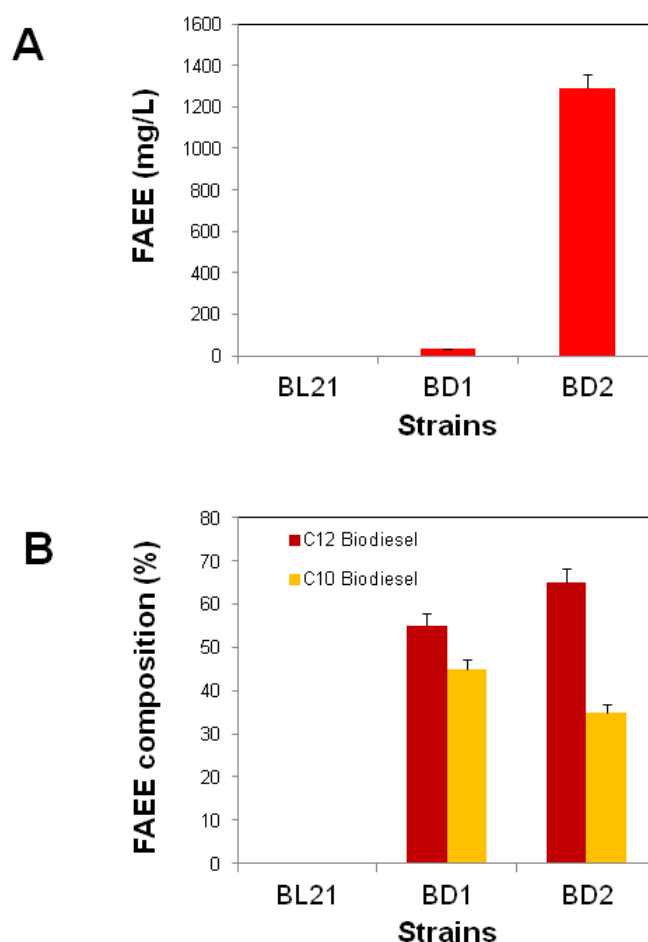 A
FAEE (mg/L)
1600
1400
1200
1000
800
600
400
200
0
BL21 BD1 BD2
Strains
B
FAEE composition (%)
80
70
60
50
40
30
20
10
0
C12 Biodiesel
C10 Biodiesel
BL21 BD1 BD2
Strains